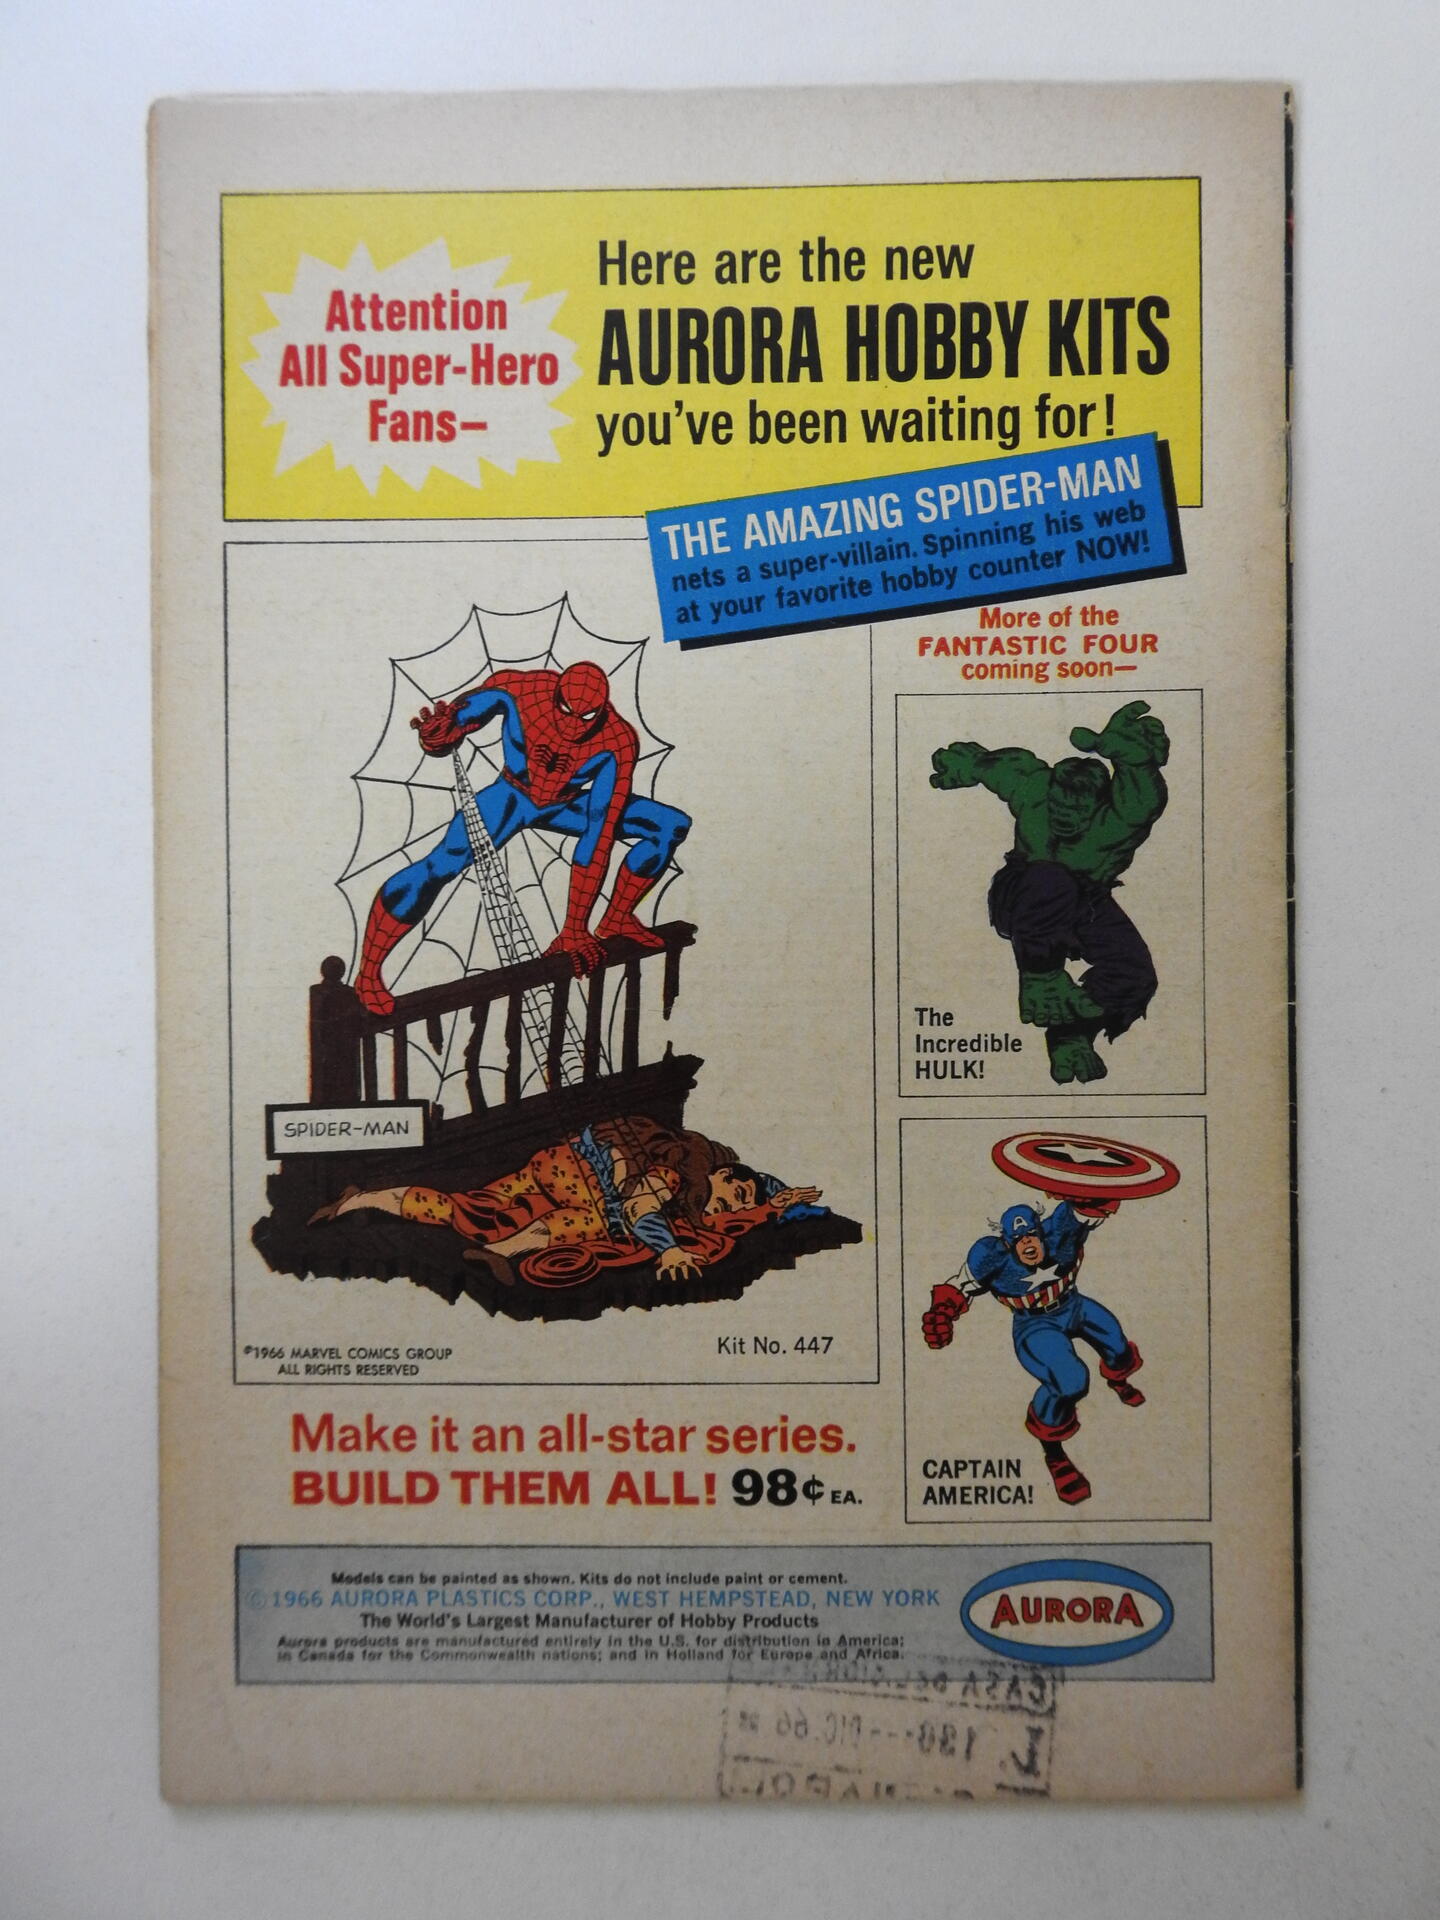 Attention
All Super-Hero
Fans—
Here are the new
AURORA HOBBY KITS
you've been waiting for!
THE AMAZING SPIDER-MAN
nets a super-villain. Spinning his web
at your favorite hobby counter NOW!
More of the
FANTASTIC FOUR
coming soon—
The
Incredible
HULK!
SPIDER-MAN
A
©1966 MARVEL COMICS GROUP
ALL RIGHTS RESERVED
Kit No. 447
CAPTAIN
AMERICA!
Make it an all-star series.
BUILD THEM ALL! 98¢ EA.
Models can be painted as shown. Kits do not include paint or cement.
©1966 AURORA PLASTICS CORP., WEST HEMPSTEAD, NEW YORK
The World's Largest Manufacturer of Hobby Products
Aurora products are manufactured entirely in the U.S. for distribution in America;
in Canada for the Commonwealth nations; and in Holland for Europe and Africa.
AURORA
CASA DEL
DIC. 66